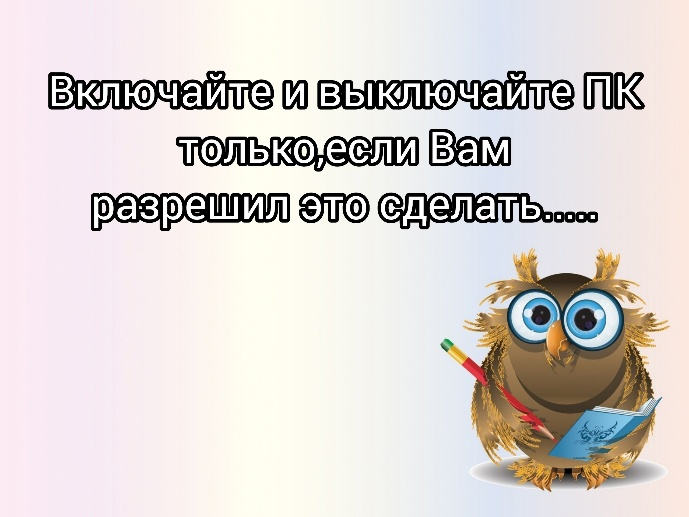 Включайте и выключайте ПК
только,если Вам
разрешил это сделать.....